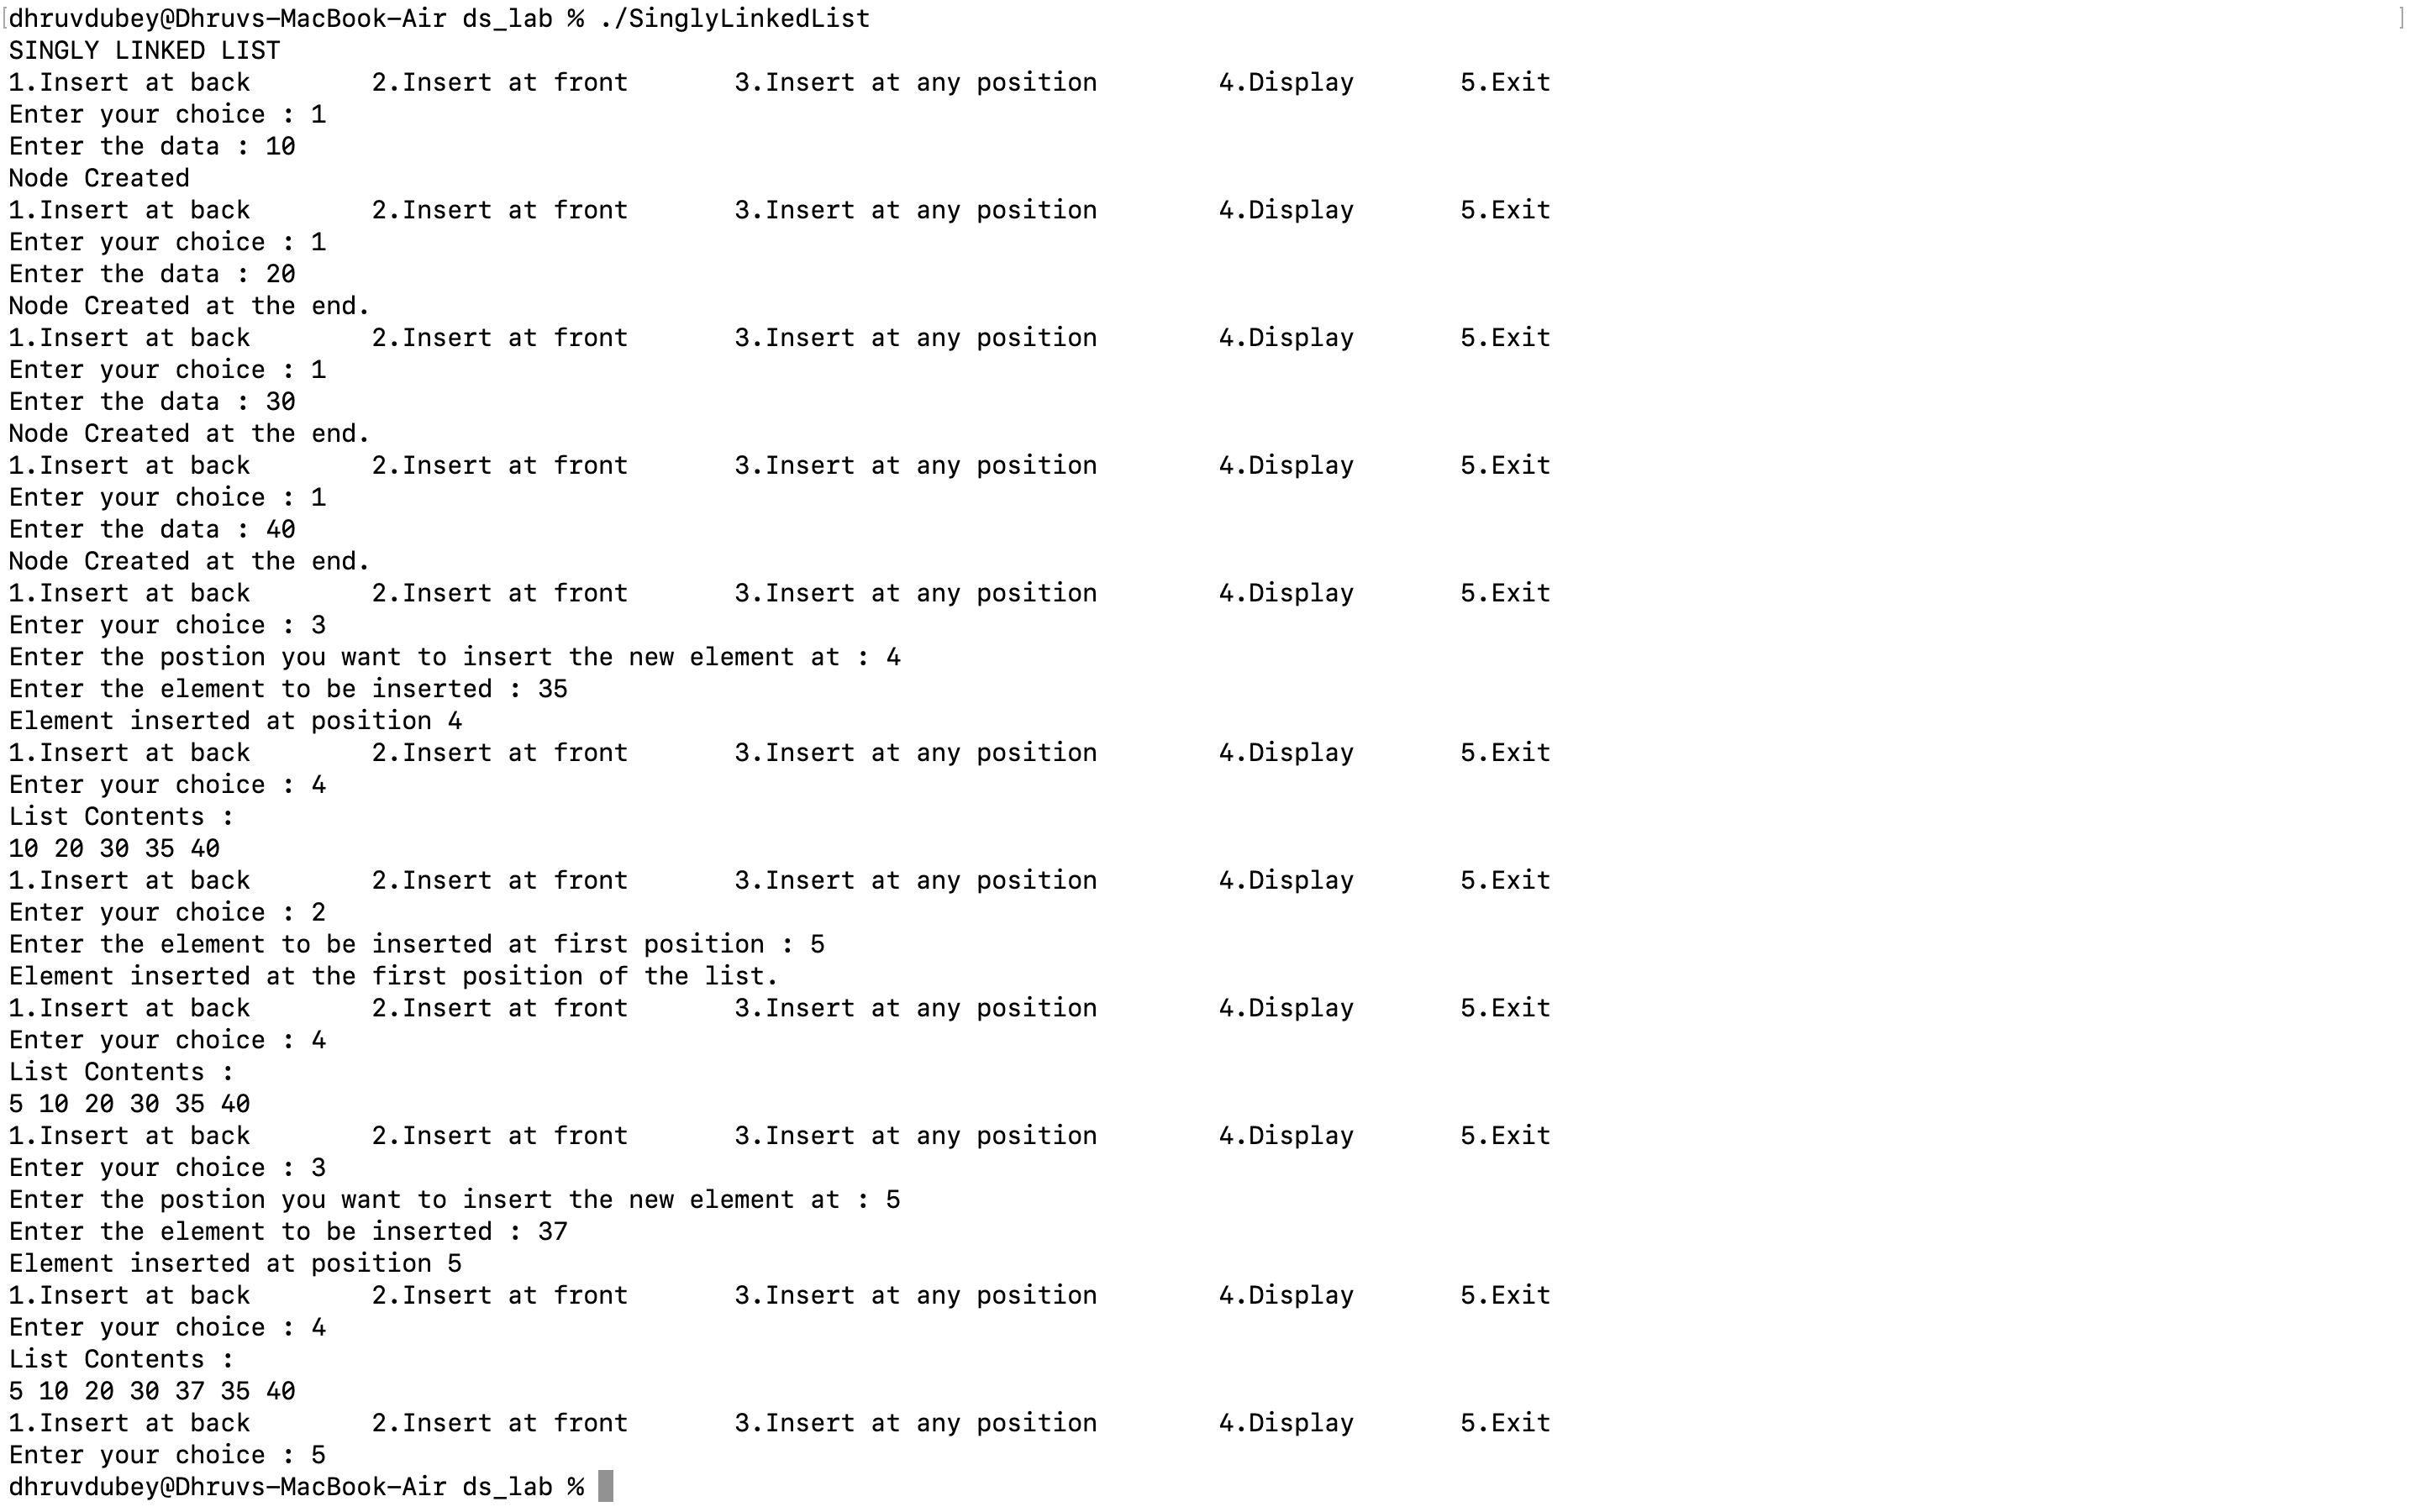 [dhruvdubey@Dhruvs-MacBook-Air ds_lab % ./SinglyLinkedList ]
SINGLY LINKED LIST
1.Insert at back        2.Insert at front       3.Insert at any position        4.Display       5.Exit
Enter your choice : 1
Enter the data : 10
Node Created
1.Insert at back        2.Insert at front       3.Insert at any position        4.Display       5.Exit
Enter your choice : 1
Enter the data : 20
Node Created at the end.
1.Insert at back        2.Insert at front       3.Insert at any position        4.Display       5.Exit
Enter your choice : 1
Enter the data : 30
Node Created at the end.
1.Insert at back        2.Insert at front       3.Insert at any position        4.Display       5.Exit
Enter your choice : 1
Enter the data : 40
Node Created at the end.
1.Insert at back        2.Insert at front       3.Insert at any position        4.Display       5.Exit
Enter your choice : 3
Enter the postion you want to insert the new element at : 4
Enter the element to be inserted : 35
Element inserted at position 4
1.Insert at back        2.Insert at front       3.Insert at any position        4.Display       5.Exit
Enter your choice : 4
List Contents :
10 20 30 35 40
1.Insert at back        2.Insert at front       3.Insert at any position        4.Display       5.Exit
Enter your choice : 2
Enter the element to be inserted at first position : 5
Element inserted at the first position of the list.
1.Insert at back        2.Insert at front       3.Insert at any position        4.Display       5.Exit
Enter your choice : 4
List Contents :
5 10 20 30 35 40
1.Insert at back        2.Insert at front       3.Insert at any position        4.Display       5.Exit
Enter your choice : 3
Enter the postion you want to insert the new element at : 5
Enter the element to be inserted : 37
Element inserted at position 5
1.Insert at back        2.Insert at front       3.Insert at any position        4.Display       5.Exit
Enter your choice : 4
List Contents :
5 10 20 30 37 35 40
1.Insert at back        2.Insert at front       3.Insert at any position        4.Display       5.Exit
Enter your choice : 5
dhruvdubey@Dhruvs-MacBook-Air ds_lab %